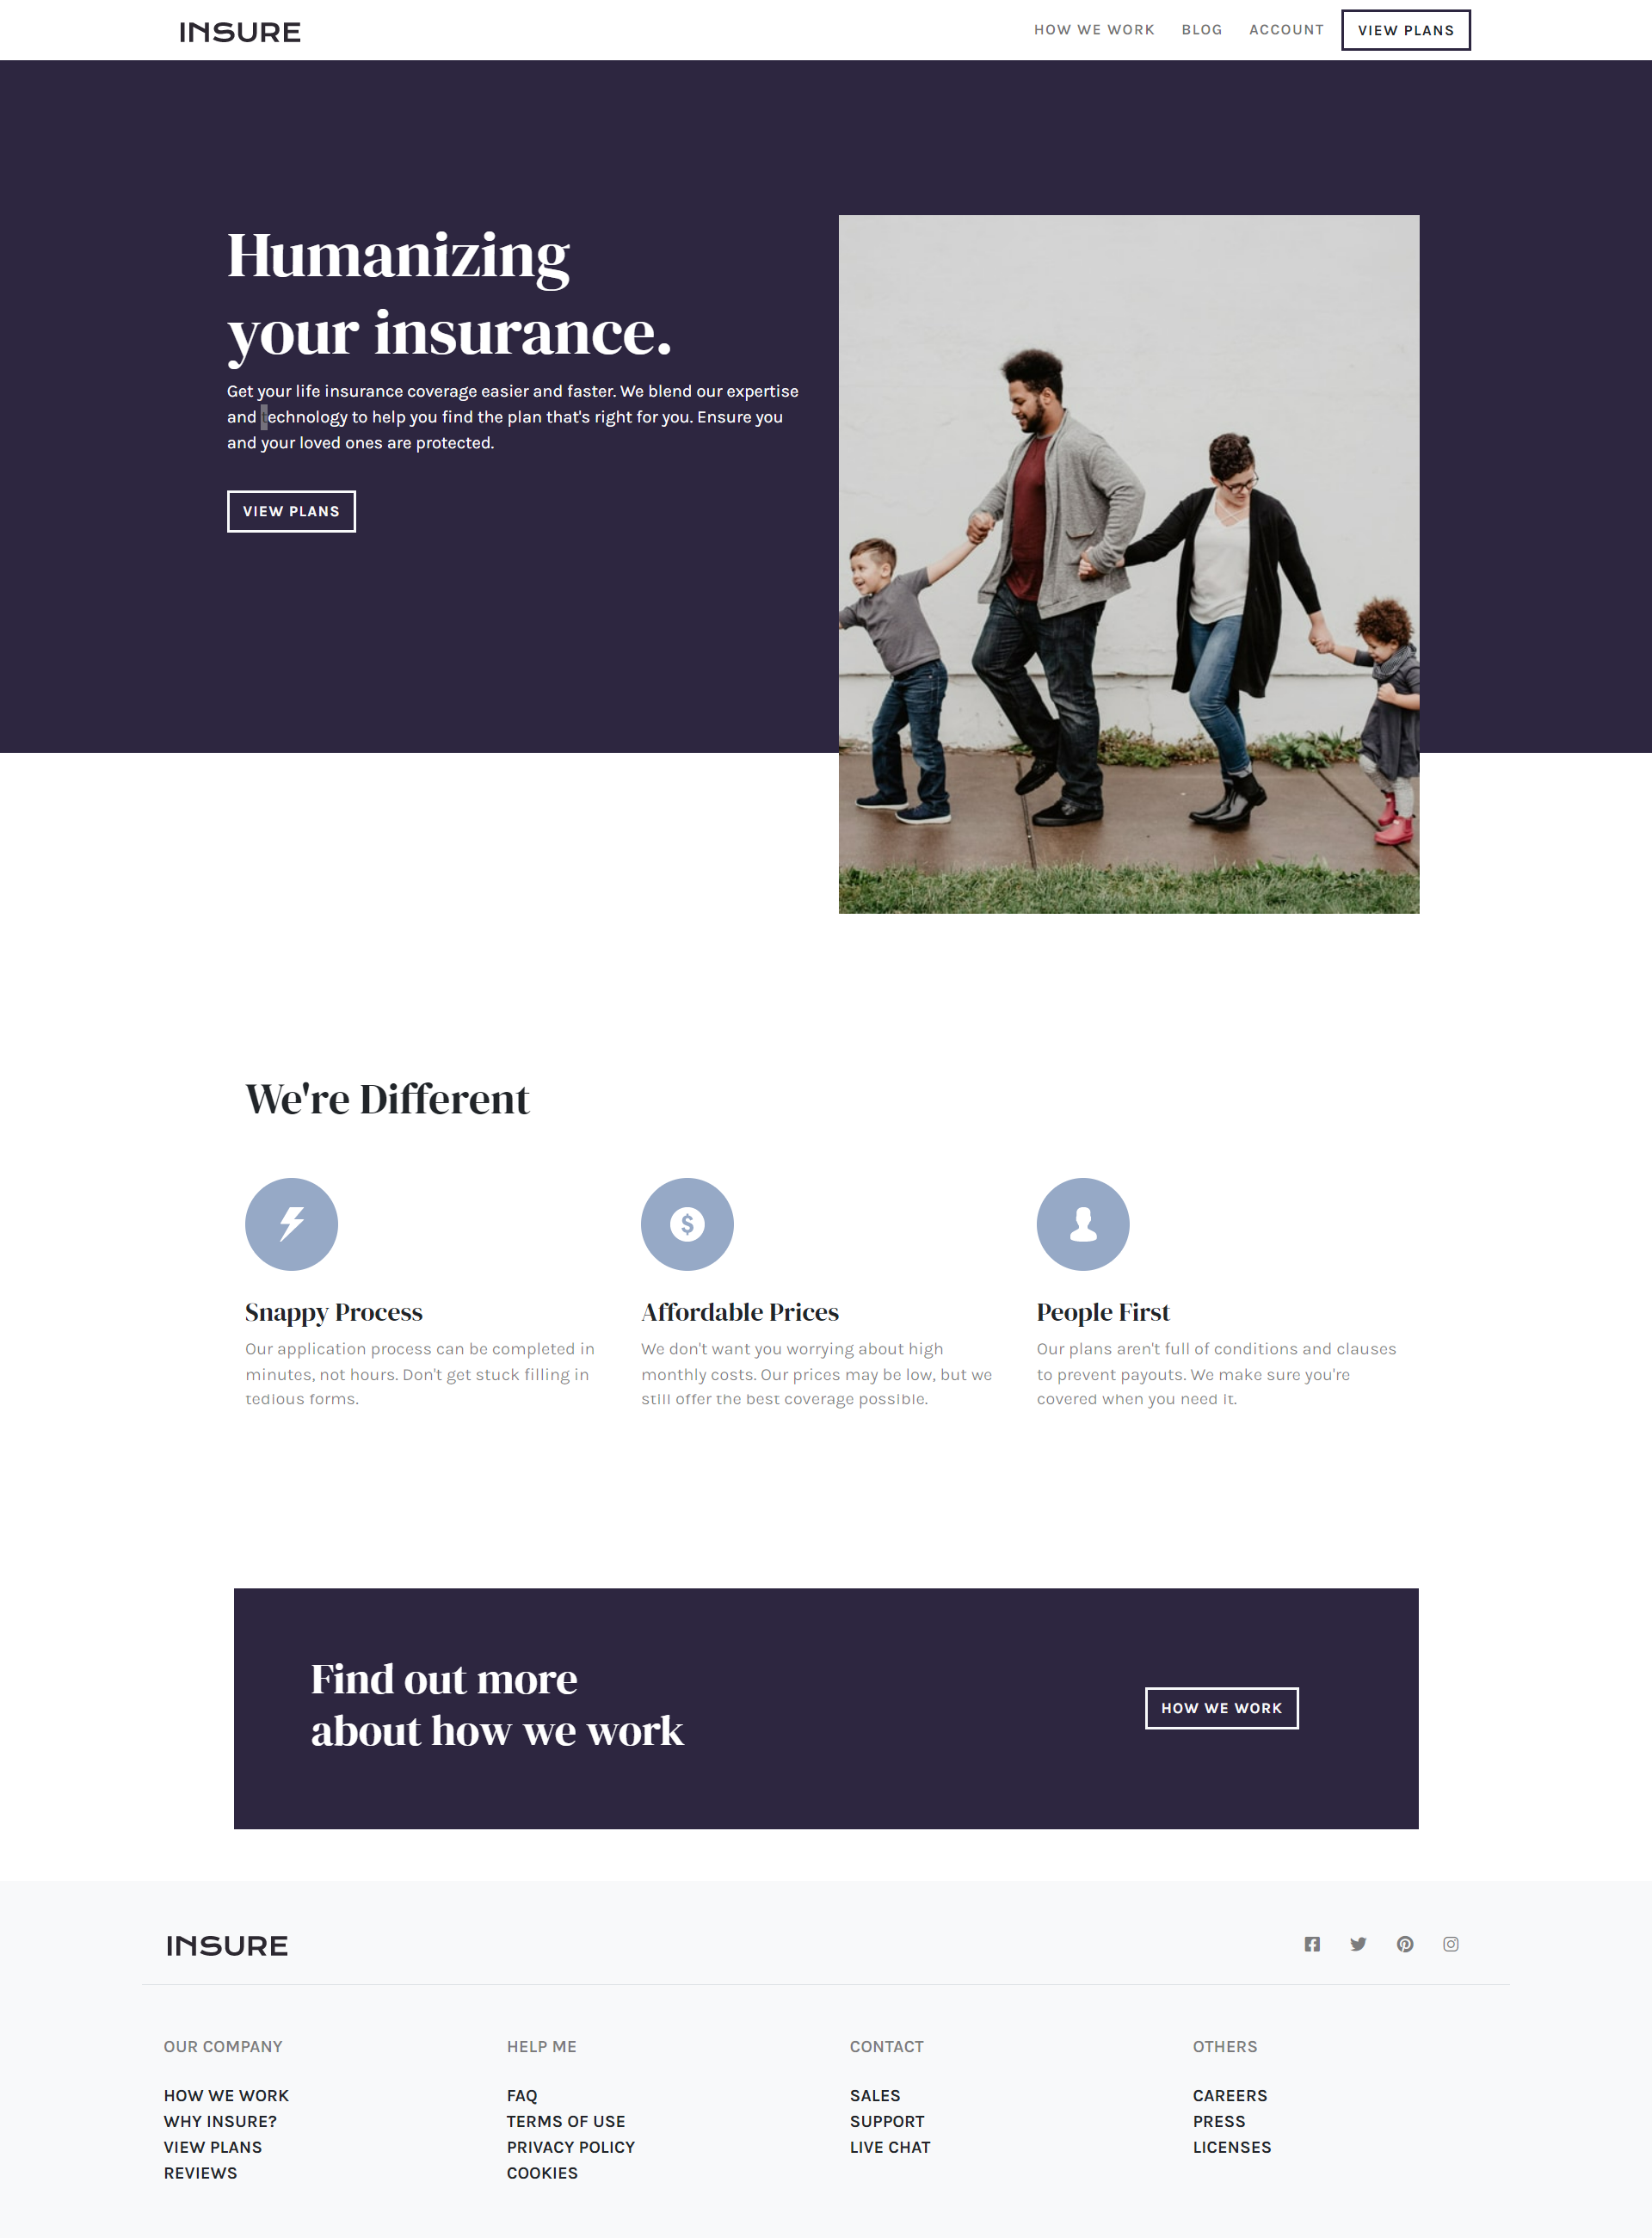 INSURE
HOW WE WORK BLOG ACCOUNT VIEW PLANS
Humanizing
your insurance.
Get your life insurance coverage easier and faster. We blend our expertise
and technology to help you find the plan that's right for you. Ensure you
and your loved ones are protected.
VIEW PLANS
We're Different
Snappy Process
Our application process can be completed in
minutes, not hours. Don't get stuck filling in
tedious forms.
Affordable Prices
We don't want you worrying about high
monthly costs. Our prices may be low, but we
still offer the best coverage possible.
People First
Our plans aren't full of conditions and clauses
to prevent payouts. We make sure you're
covered when you need it.
Find out more
about how we work
HOW WE WORK
INSURE
OUR COMPANY
HOW WE WORK
WHY INSURE?
VIEW PLANS
REVIEWS
HELP ME
FAQ
TERMS OF USE
PRIVACY POLICY
COOKIES
CONTACT
SALES
SUPPORT
LIVE CHAT
OTHERS
CAREERS
PRESS
LICENSES